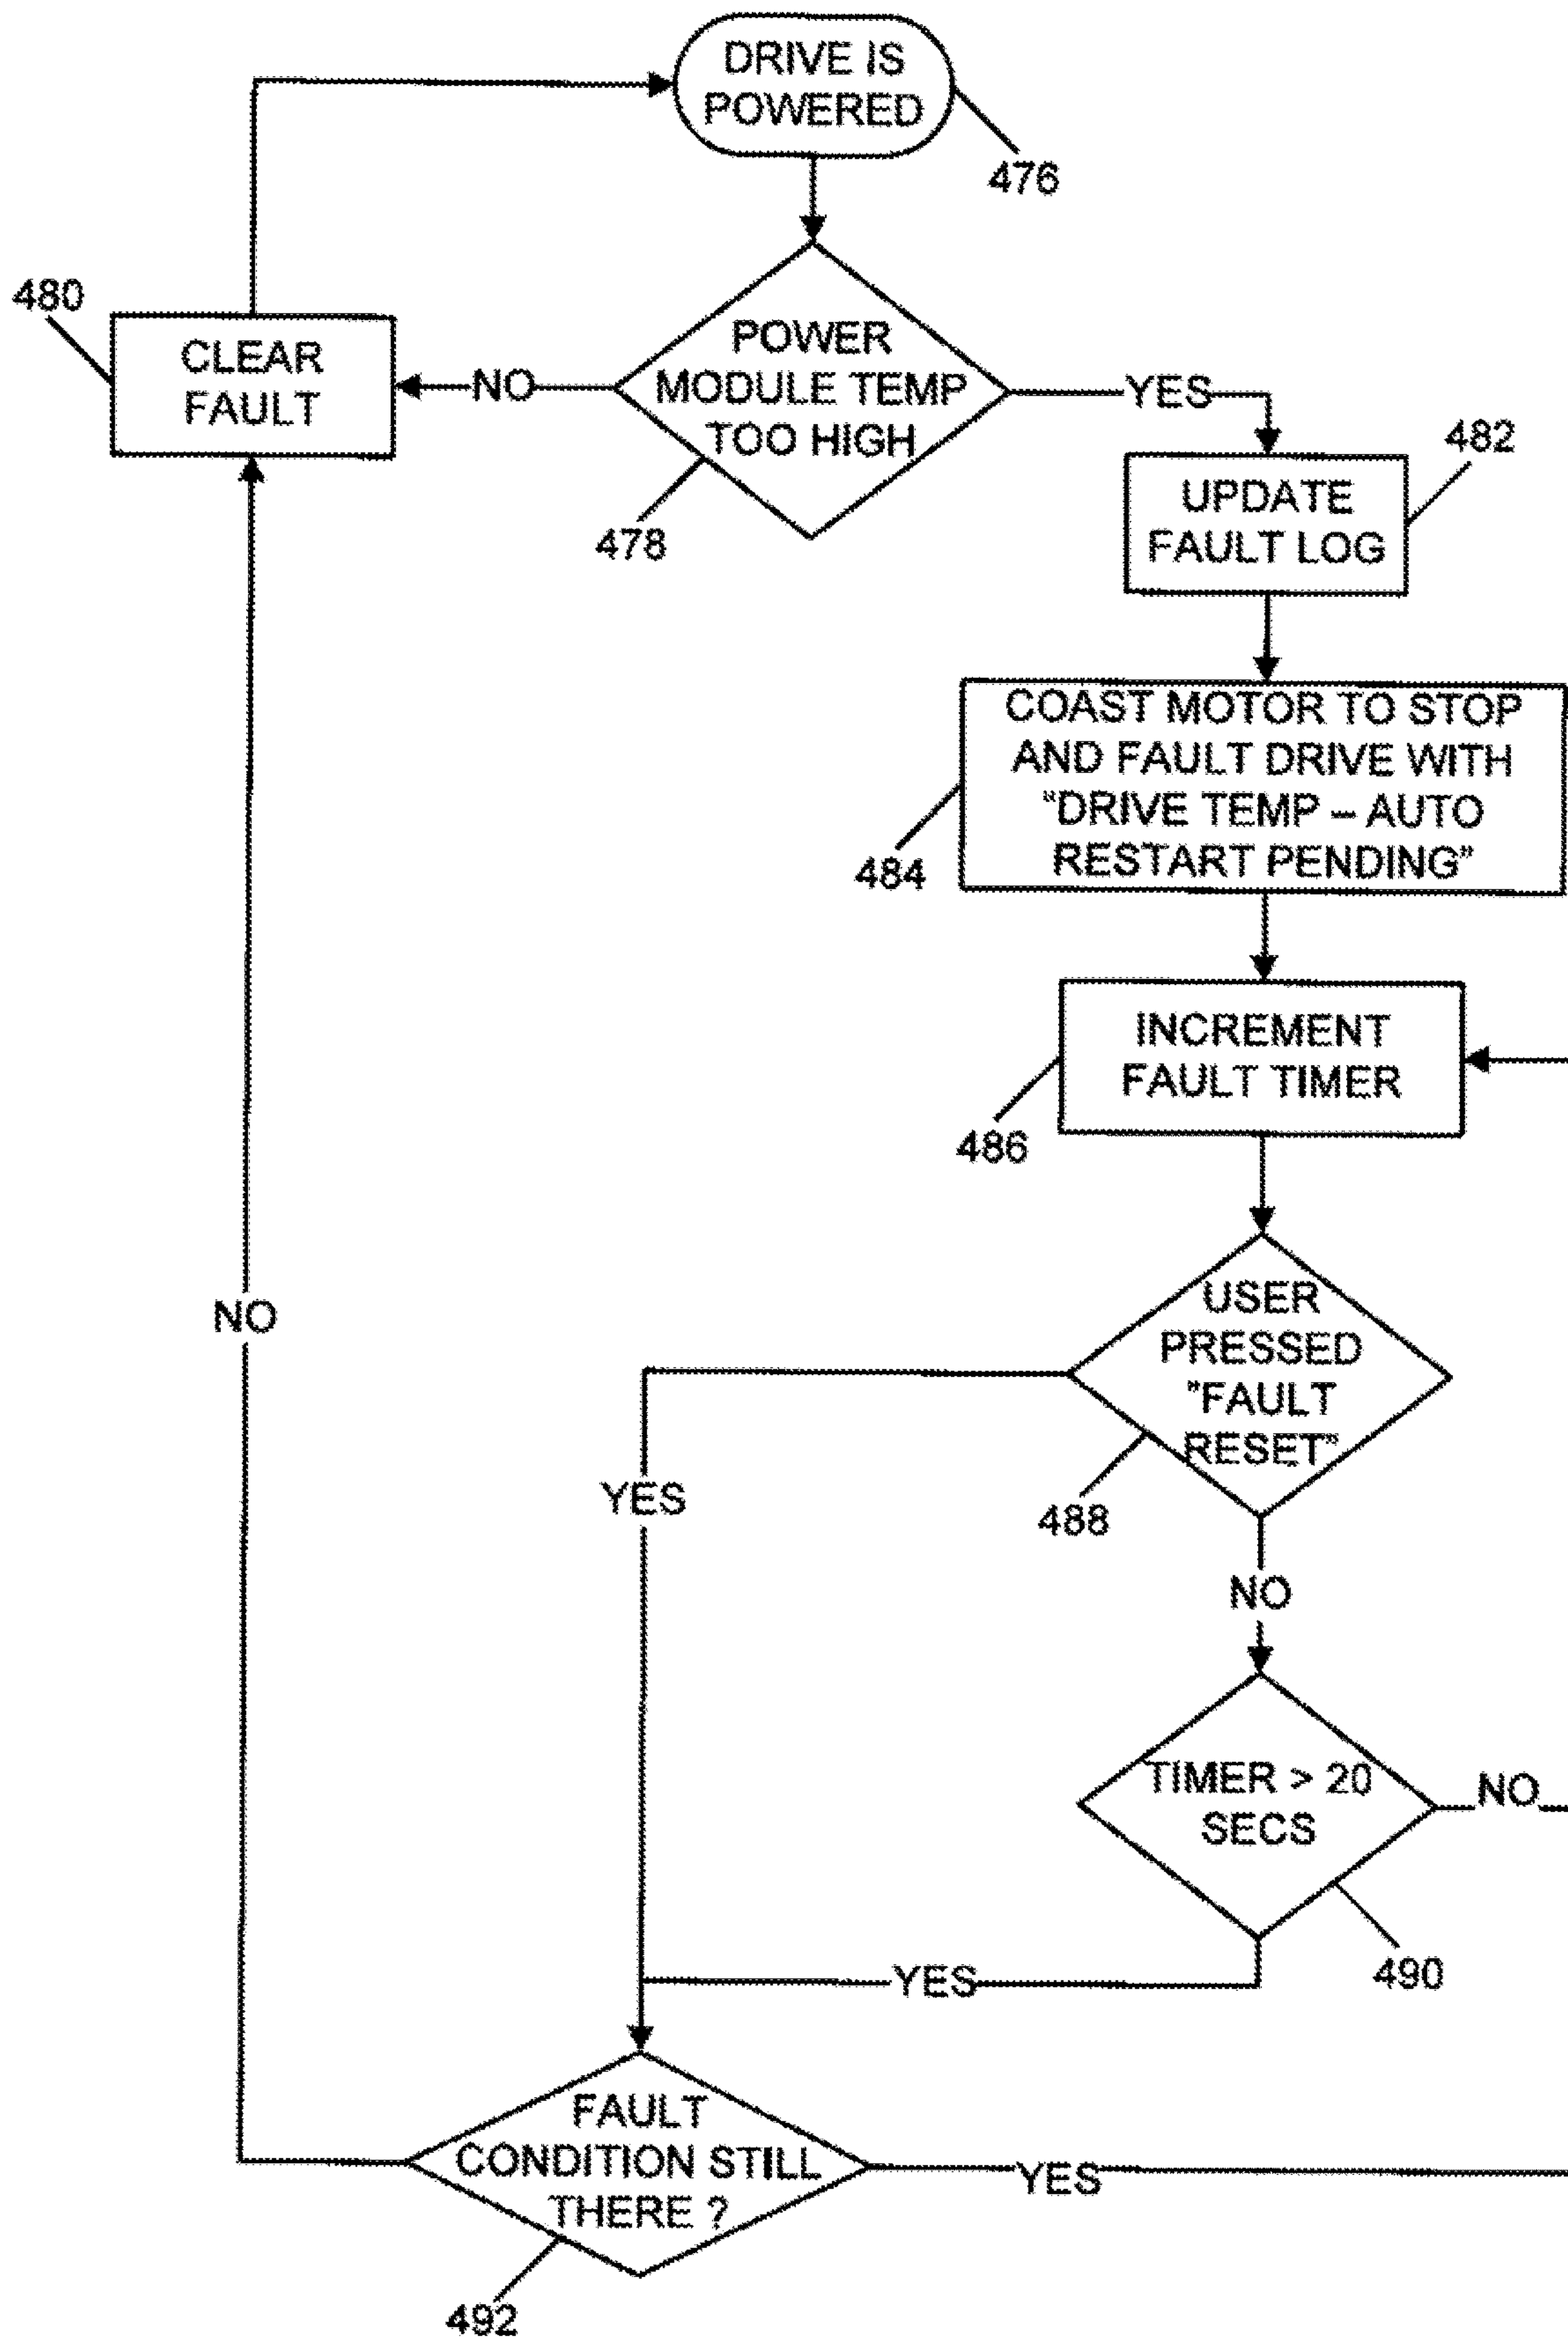 DRIVE IS
POWERED
476
480
CLEAR
FAULT
NO
POWER
MODULE TEMP
TOO HIGH
YES
478
482
UPDATE
FAULT LOG
COAST MOTOR TO STOP
AND FAULT DRIVE WITH
"DRIVE TEMP – AUTO
RESTART PENDING"
484
INCREMENT
FAULT TIMER
486
USER
PRESSED
"FAULT
RESET"
488
NO
YES
NO
TIMER > 20
SECS
NO
490
YES
FAULT
CONDITION STILL
THERE ?
YES
492